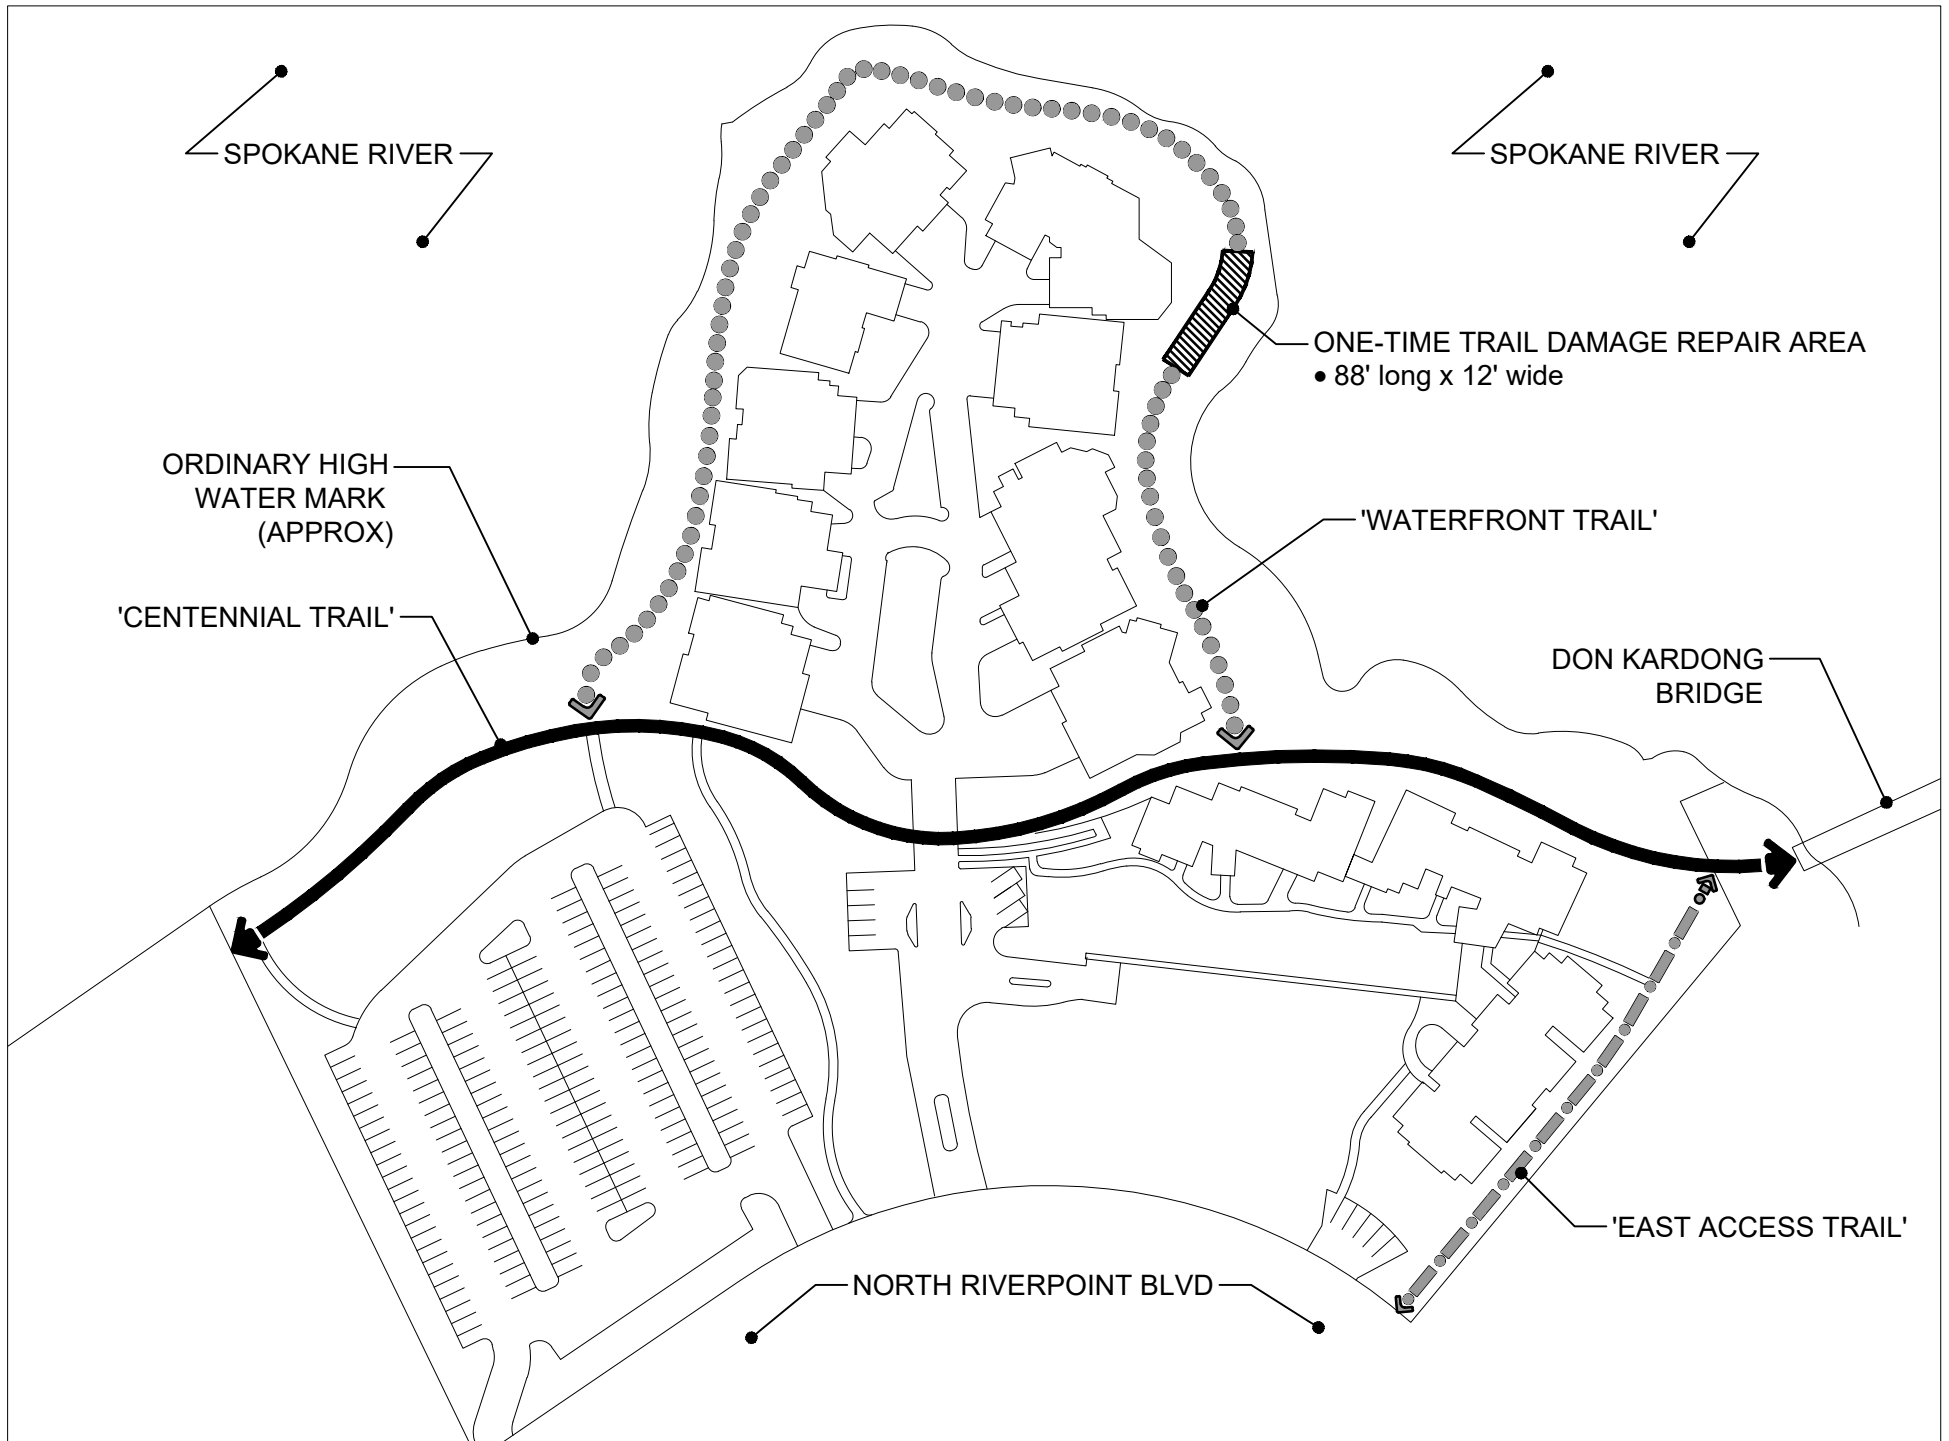 SPOKANE RIVER
SPOKANE RIVER
ONE-TIME TRAIL DAMAGE REPAIR AREA
• 88' long x 12' wide
ORDINARY HIGH
WATER MARK
(APPROX)
'WATERFRONT TRAIL'
'CENTENNIAL TRAIL'
DON KARDONG
BRIDGE
'EAST ACCESS TRAIL'
NORTH RIVERPOINT BLVD